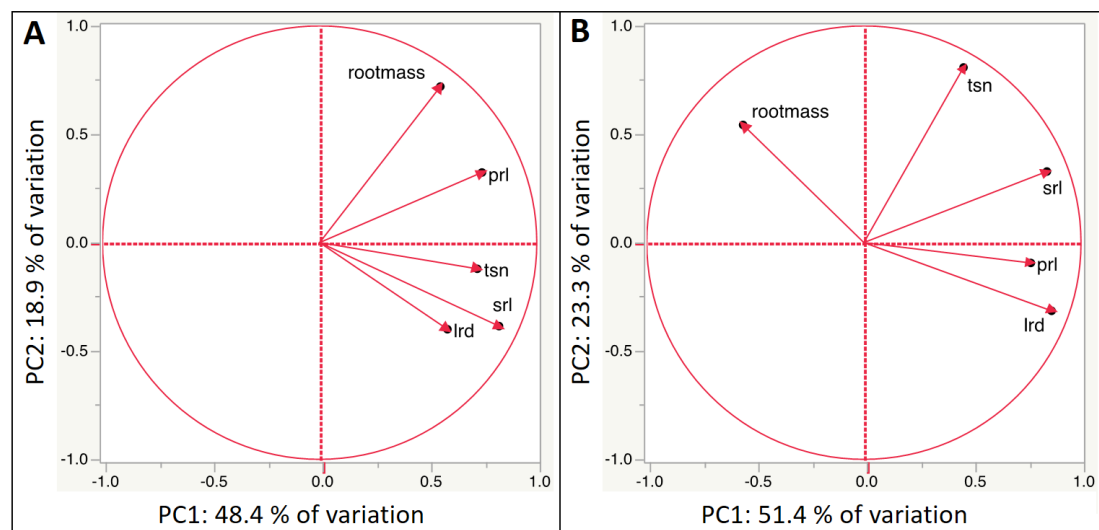 A
PC2: 18.9 % of variation
1.0
0.5
0.0
-0.5
-1.0
rootmass
prl
tsn
srl
lrd
-1.0
-0.5
0.0
0.5
1.0
PC1: 48.4 % of variation
B
PC2: 23.3 % of variation
1.0
0.5
0.0
-0.5
-1.0
tsn
rootmass
srl
prl
lrd
-1.0
-0.5
0.0
0.5
1.0
PC1: 51.4 % of variation